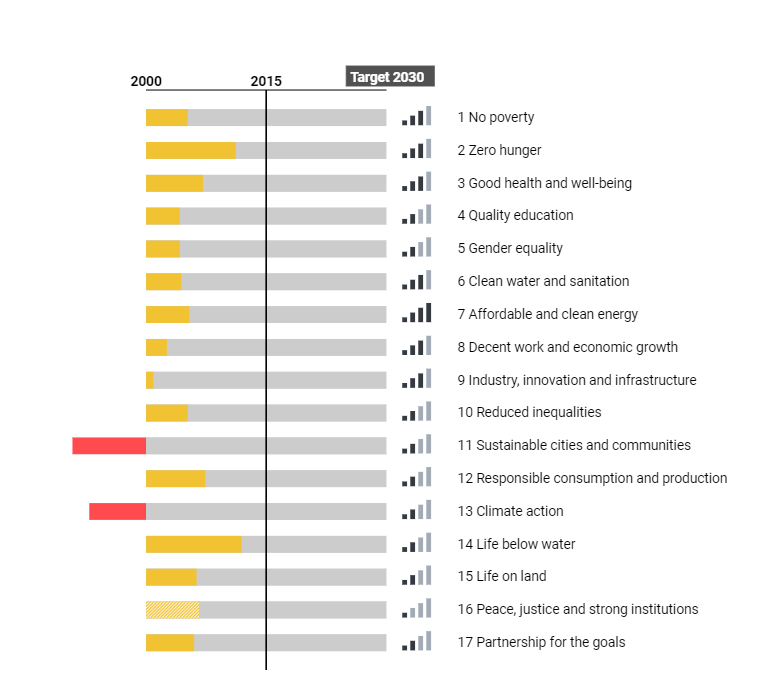 Target 2030
2000 2015
1 No poverty
2 Zero hunger
3 Good health and well-being
4 Quality education
5 Gender equality
6 Clean water and sanitation
7 Affordable and clean energy
8 Decent work and economic growth
9 Industry, innovation and infrastructure
10 Reduced inequalities
11 Sustainable cities and communities
12 Responsible consumption and production
13 Climate action
14 Life below water
15 Life on land
16 Peace, justice and strong institutions
17 Partnership for the goals